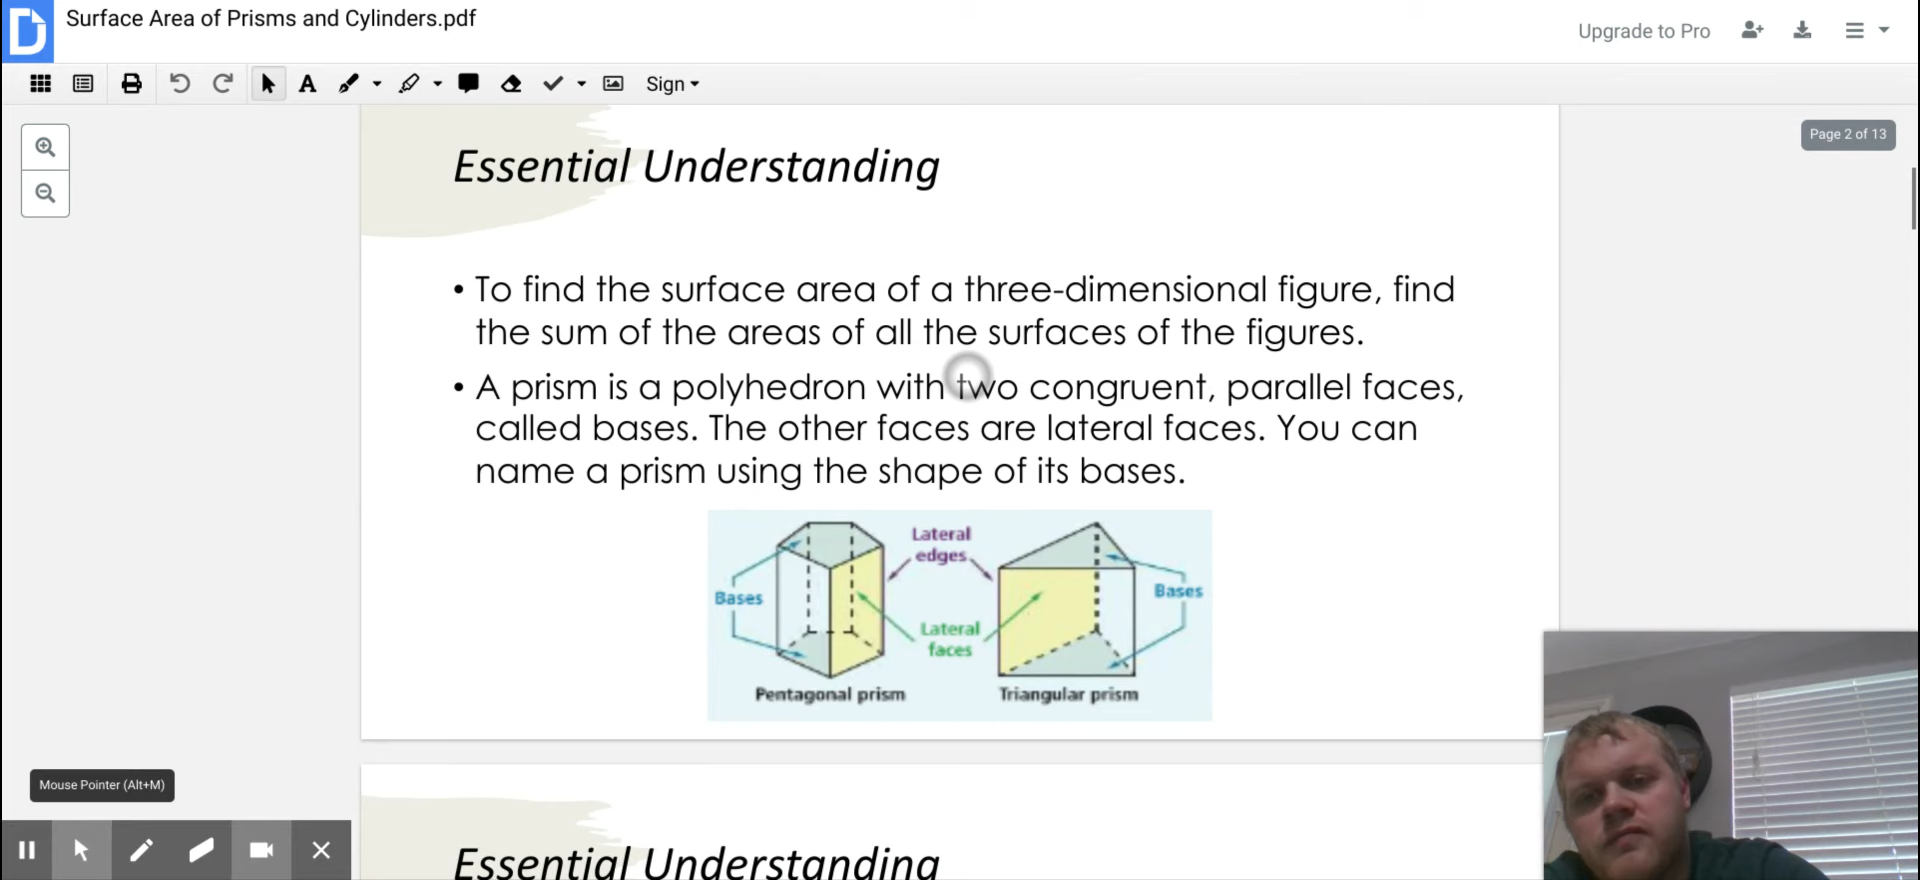 Surface Area of Prisms and Cylinders.pdf
Upgrade to Pro
A
Sign
Page 2 of 13
Essential Understanding
• To find the surface area of a three-dimensional figure, find
the sum of the areas of all the surfaces of the figures.
• A prism is a polyhedron with two congruent, parallel faces,
called bases. The other faces are lateral faces. You can
name a prism using the shape of its bases.
Lateral
edges
Bases
Bases
Lateral
faces
Pentagonal prism
Triangular prism
Mouse Pointer (Alt+M)
Essential Understanding